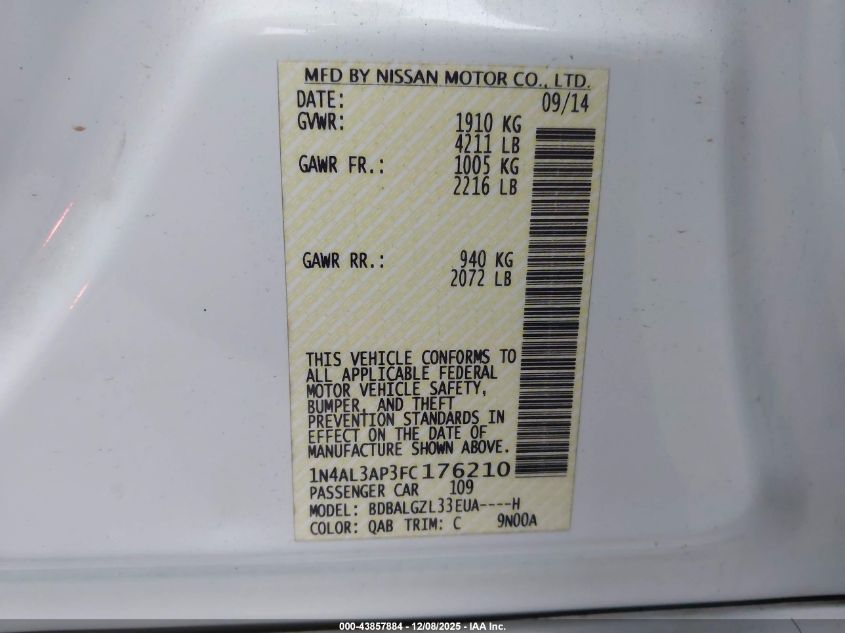 MFD BY NISSAN MOTOR CO., LTD.
DATE: 09/14
GVWR: 1910 KG
4211 LB
GAWR FR.: 1005 KG
2216 LB
GAWR RR.: 940 KG
2072 LB
THIS VEHICLE CONFORMS TO
ALL APPLICABLE FEDERAL
MOTOR VEHICLE SAFETY,
BUMPER, AND THEFT
PREVENTION STANDARDS IN
EFFECT ON THE DATE OF
MANUFACTURE SHOWN ABOVE.
1N4AL3AP3FC176210
PASSENGER CAR 109
MODEL: BDBALGZL33EUA----H
COLOR: QAB TRIM: C 9N00A
000-43857884 - 12/08/2025 - IAA Inc.